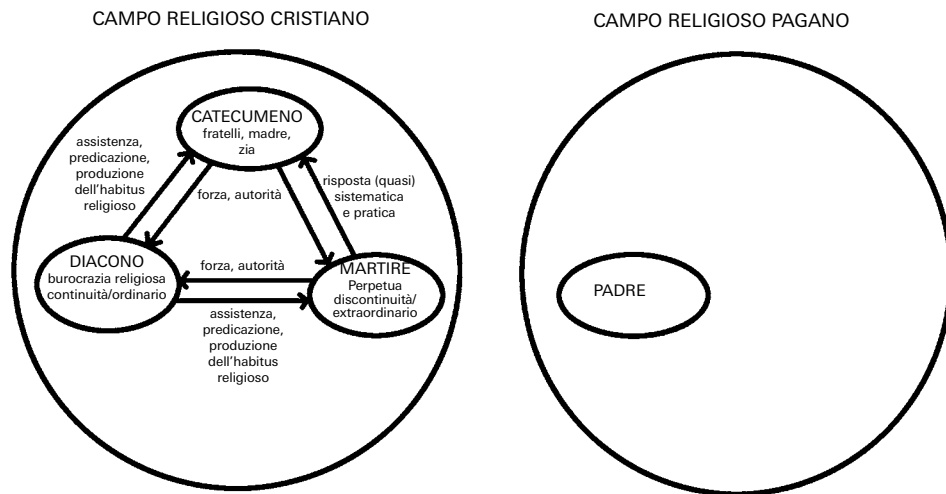 CAMPO RELIGIOSO CRISTIANO
CATECUMENO
fratelli, madre,
zia
assistenza,
predicazione,
produzione
dell'habitus
religioso
forza, autorità
risposta (quasi)
sistematica
e pratica
DIACONO
burocrazia religiosa
continuità/ordinario
forza, autorità
MARTIRE
Perpetua
discontinuità/
extraordinario
assistenza,
predicazione,
produzione
dell'habitus
religioso
CAMPO RELIGIOSO PAGANO
PADRE